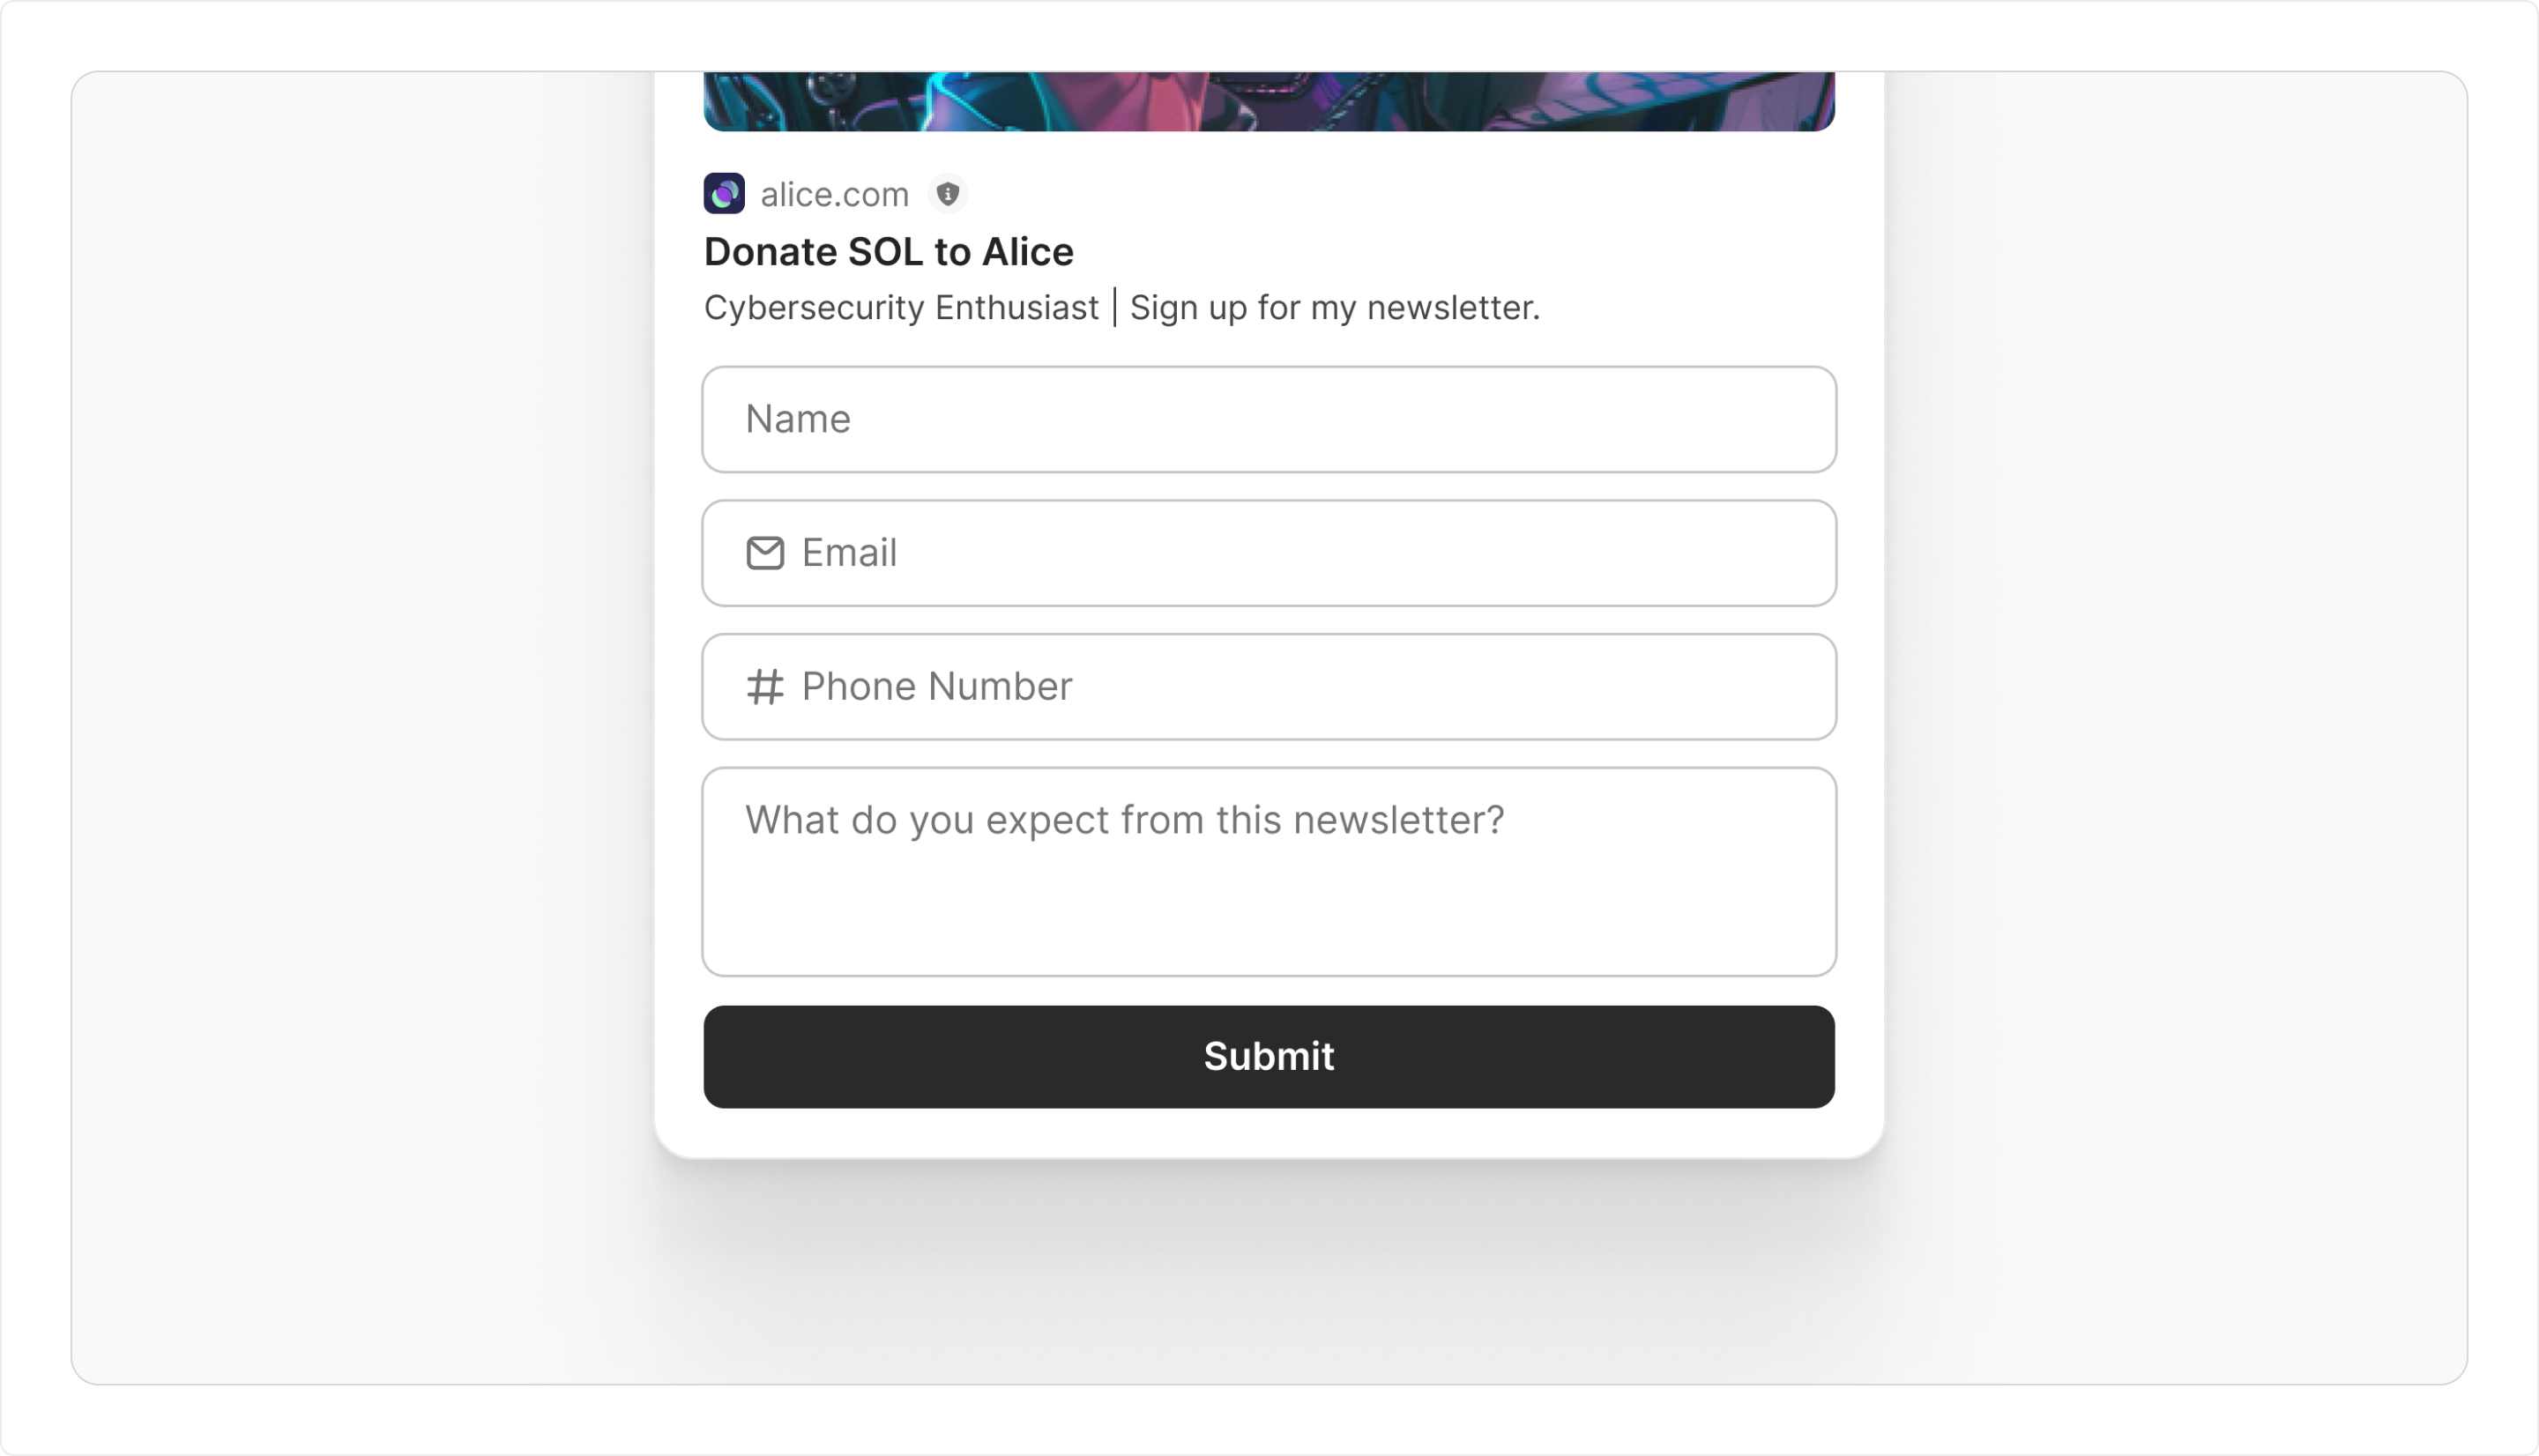 alice.com
Donate SOL to Alice
Cybersecurity Enthusiast | Sign up for my newsletter.
Name
Email
# Phone Number
What do you expect from this newsletter?
Submit